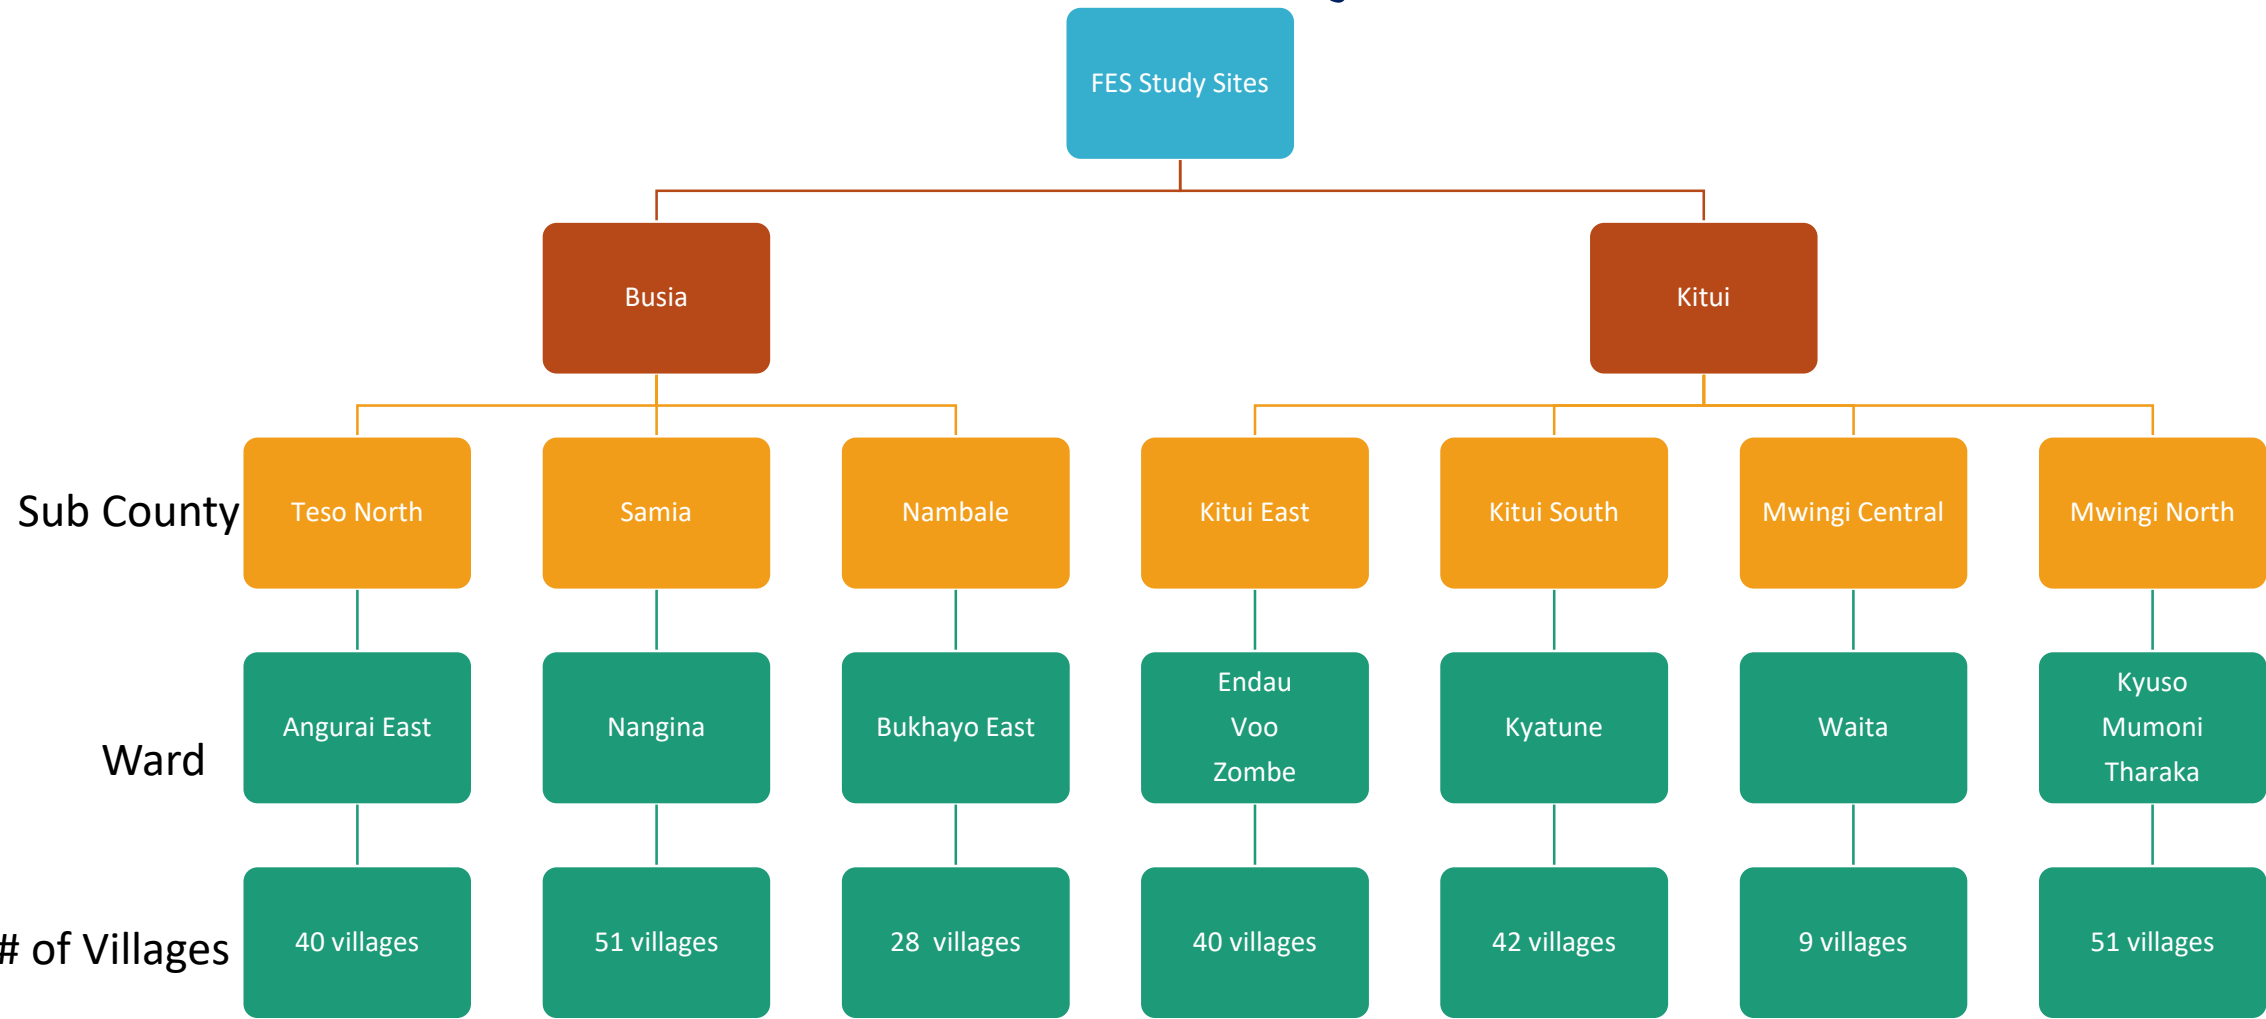 FES Study Sites
Busia
Kitui
Sub County
Teso North
Samia
Nambale
Kitui East
Kitui South
Mwingi Central
Mwingi North
Ward
Angurai East
Nangina
Bukhayo East
Endau
Voo
Zombe
Kyatune
Waita
Kyuso
Mumoni
Tharaka
# of Villages
40 villages
51 villages
28 villages
40 villages
42 villages
9 villages
51 villages